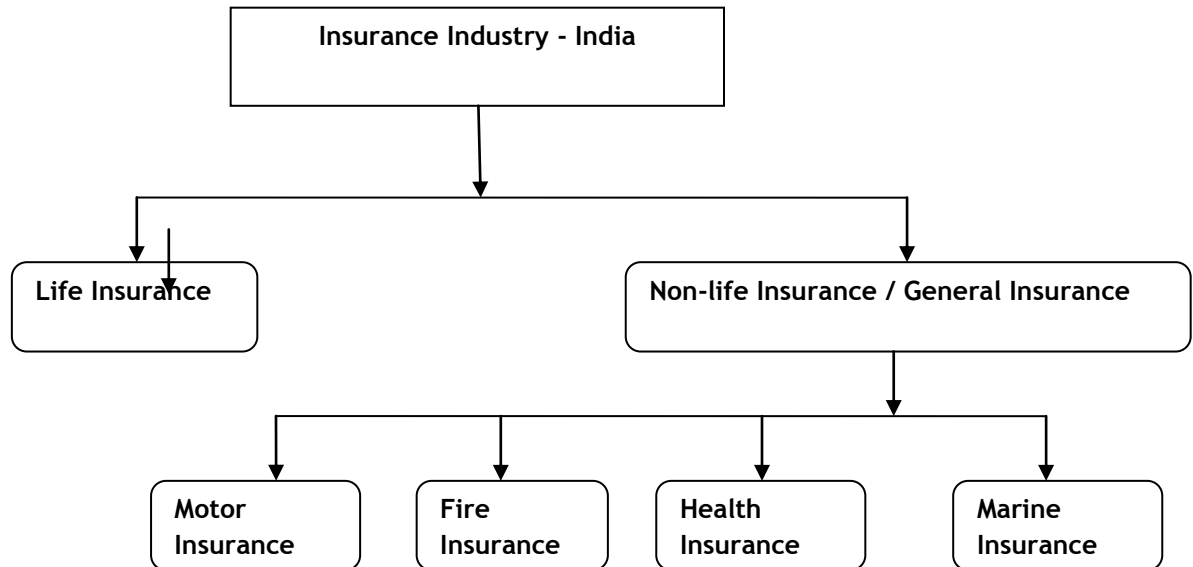 Insurance Industry - India
Life Insurance
Non-life Insurance / General Insurance
Motor
Insurance
Fire
Insurance
Health
Insurance
Marine
Insurance